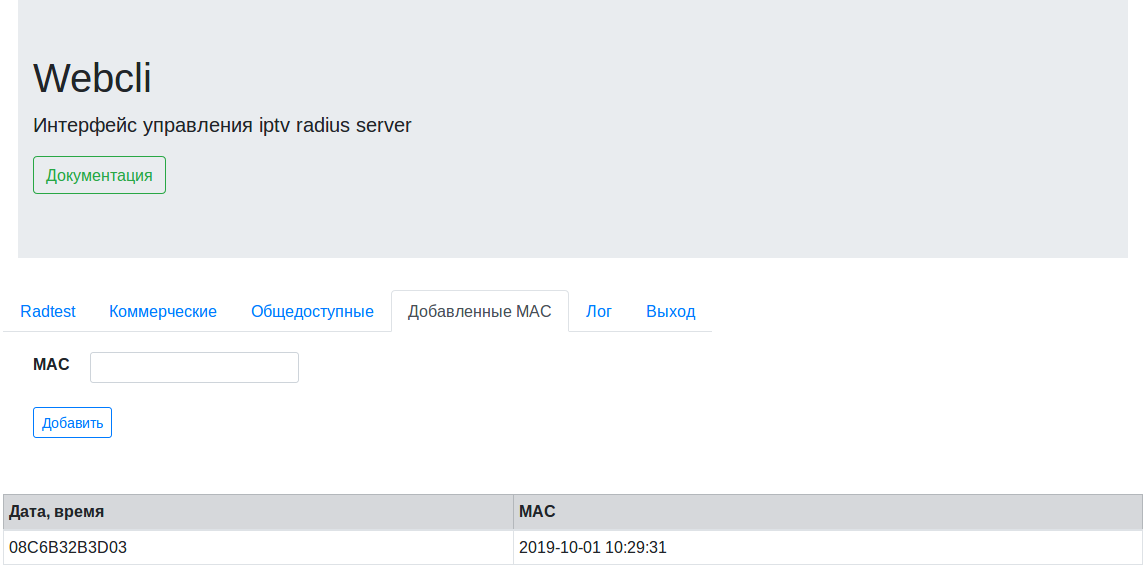 Webcli
Интерфейс управления iptv radius server
Документация
Radtest Коммерческие Общедоступные Добавленные MAC Лог Выход
MAC
Добавить
Дата, время MAC
08C6B32B3D03 2019-10-01 10:29:31